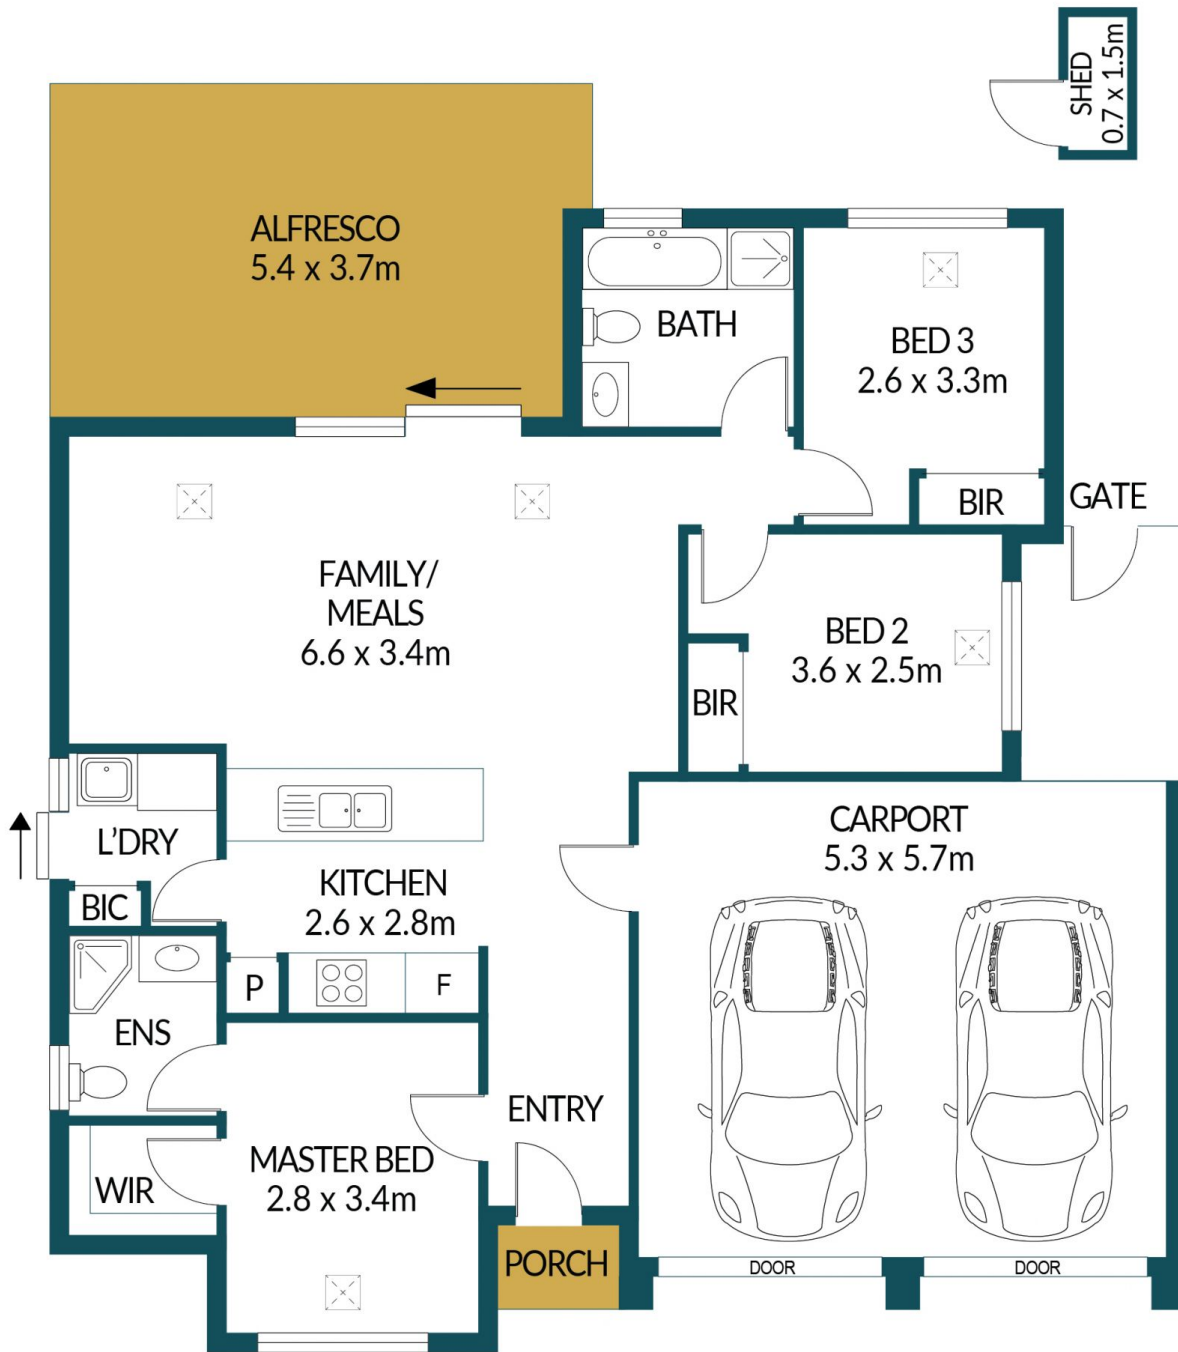 SHED
0.7 x 1.5m
ALFRESCO
5.4 x 3.7m
BATH
BED 3
2.6 x 3.3m
BIR
GATE
FAMILY/
MEALS
6.6 x 3.4m
BED 2
3.6 x 2.5m
BIR
L'DRY
BIC
KITCHEN
2.6 x 2.8m
P
F
CARPORT
5.3 x 5.7m
ENS
ENTRY
WIR
MASTER BED
2.8 x 3.4m
PORCH
DOOR
DOOR